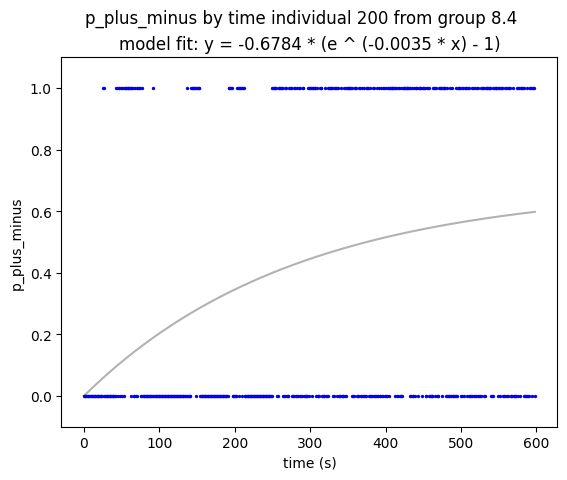 p_plus_minus by time individual 200 from group 8.4
model fit: y = -0.6784 * (e ^ (-0.0035 * x) - 1)
1.0
0.8
0.6
0.4
0.2
0.0
p_plus_minus
0 100 200 300 400 500 600
time (s)